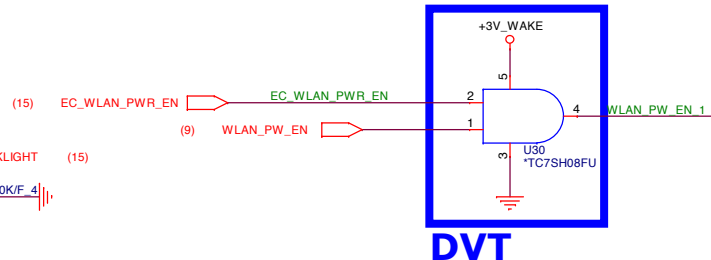 +3V_WAKE
5
(15) EC_WLAN_PWR_EN EC_WLAN_PWR_EN 2
4 WLAN_PW_EN_1
(9) WLAN_PW_EN 1
3
U30
*TC7SH08FU
KLIGHT (15)
0K/F_4
DVT